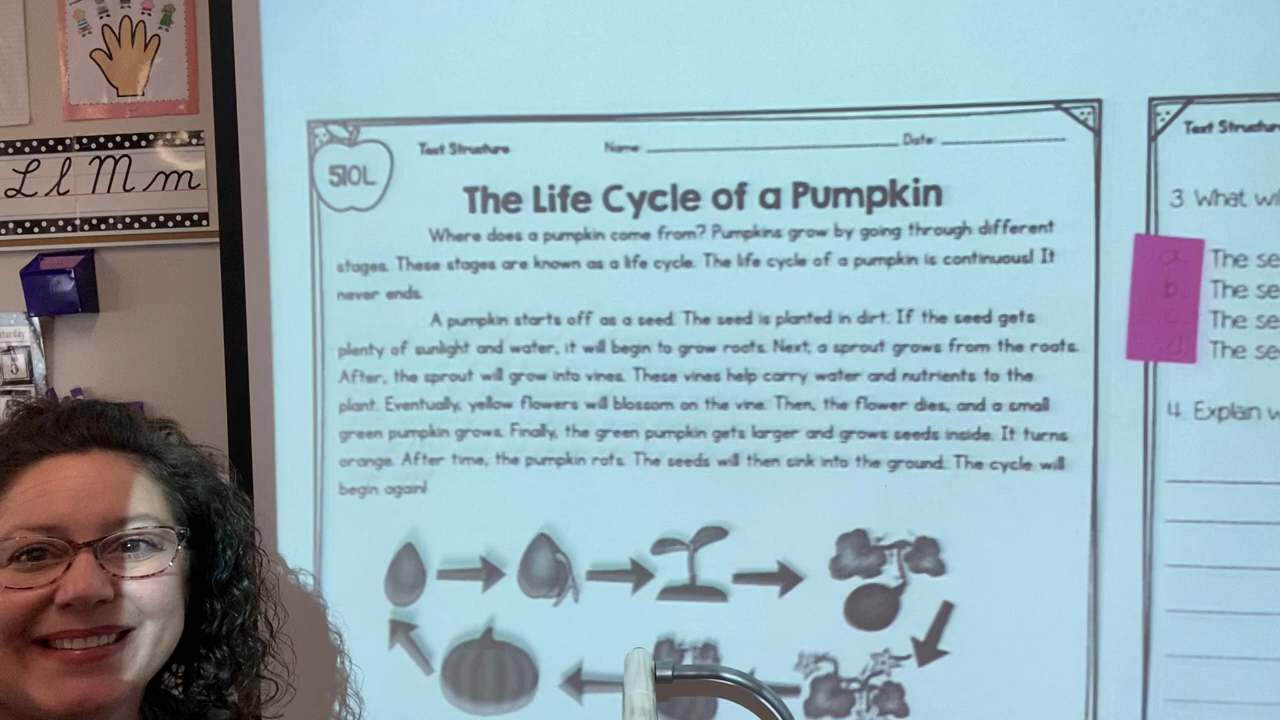 Ll Mm
510L
Text Structure Name: Date:
The Life Cycle of a Pumpkin
Where does a pumpkin come from? Pumpkins grow by going through different
stages. These stages are known as a life cycle. The life cycle of a pumpkin is continuous! It
never ends.
A pumpkin starts off as a seed. The seed is planted in dirt. If the seed gets
plenty of sunlight and water, it will begin to grow roots. Next, a sprout grows from the roots.
After, the sprout will grow into vines. These vines help carry water and nutrients to the
plant. Eventually, yellow flowers will blossom on the vine. Then, the flower dies, and a small
green pumpkin grows. Finally, the green pumpkin gets larger and grows seeds inside. It turns
orange. After time, the pumpkin rots. The seeds will then sink into the ground. The cycle will
begin again!
Text Structure
3. What
a. The
b. The
The
d. The
4. Explain